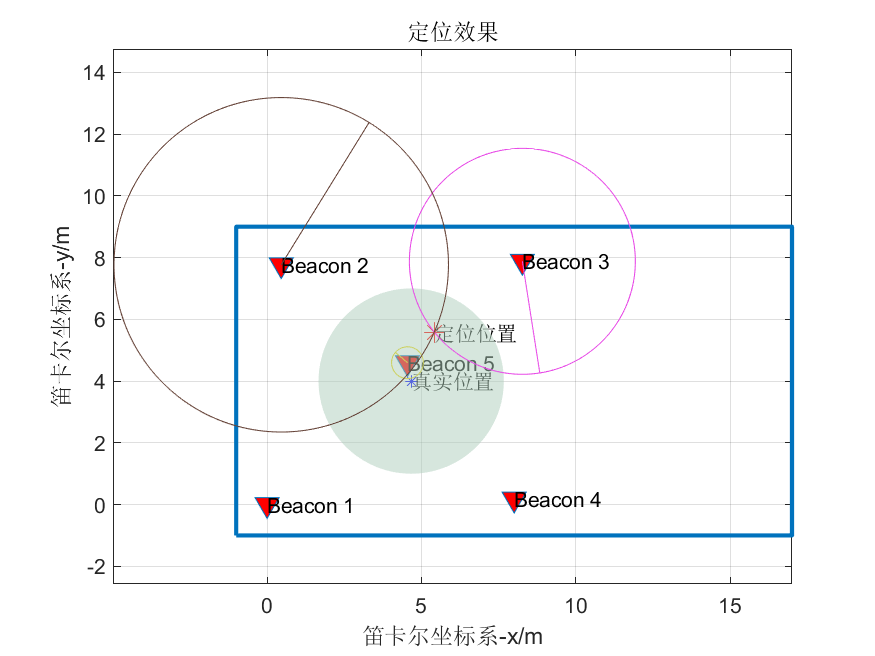 定位效果
14
12
10
8
6
4
2
0
-2
0
5
10
15
笛卡尔坐标系-y/m
笛卡尔坐标系-x/m
Beacon 2
Beacon 3
定位位置
Beacon 5
真实位置
Beacon 1
Beacon 4